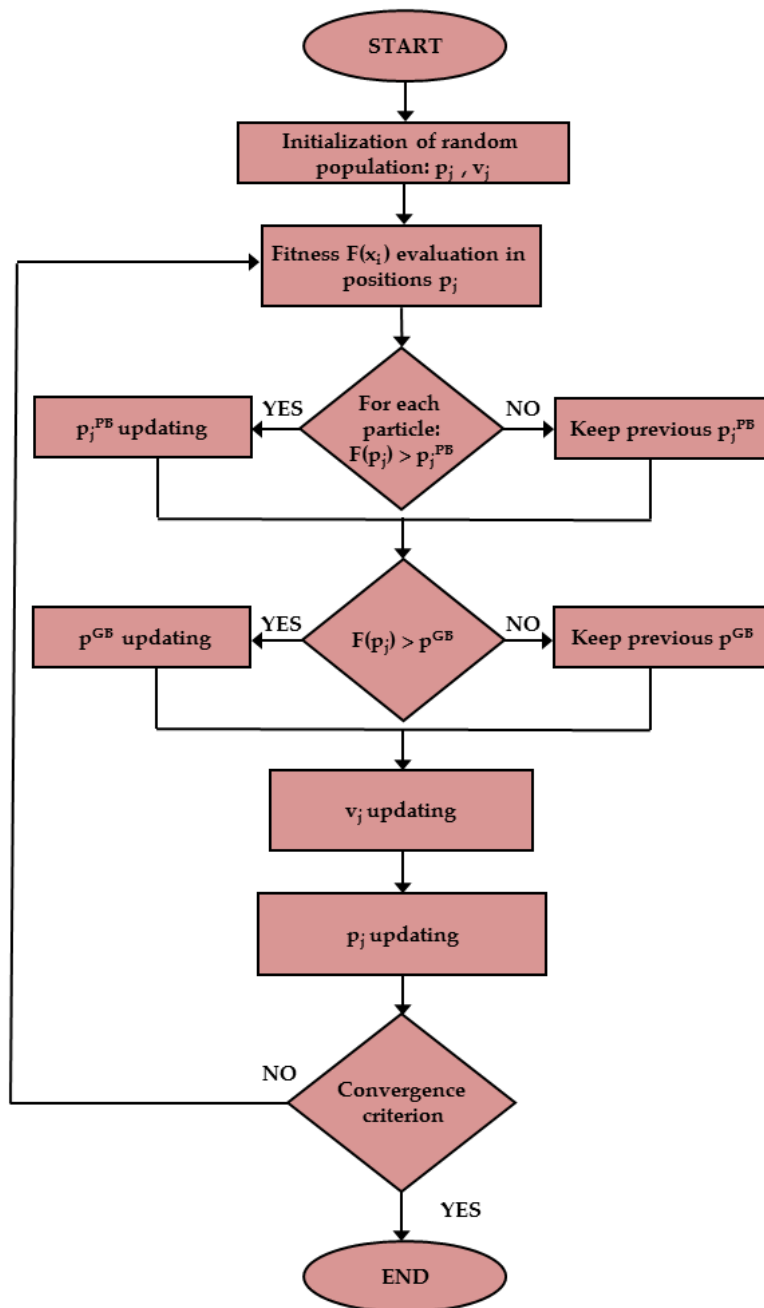 START
Initialization of random
population: pⱼ , vⱼ
Fitness F(xᵢ) evaluation in
positions pⱼ
YES
For each
particle:
F(pⱼ) > pⱼᴾᴮ
NO
pⱼᴾᴮ updating
Keep previous pⱼᴾᴮ
YES
F(pⱼ) > pᴳᴮ
NO
pᴳᴮ updating
Keep previous pᴳᴮ
vⱼ updating
pⱼ updating
NO
Convergence
criterion
YES
END